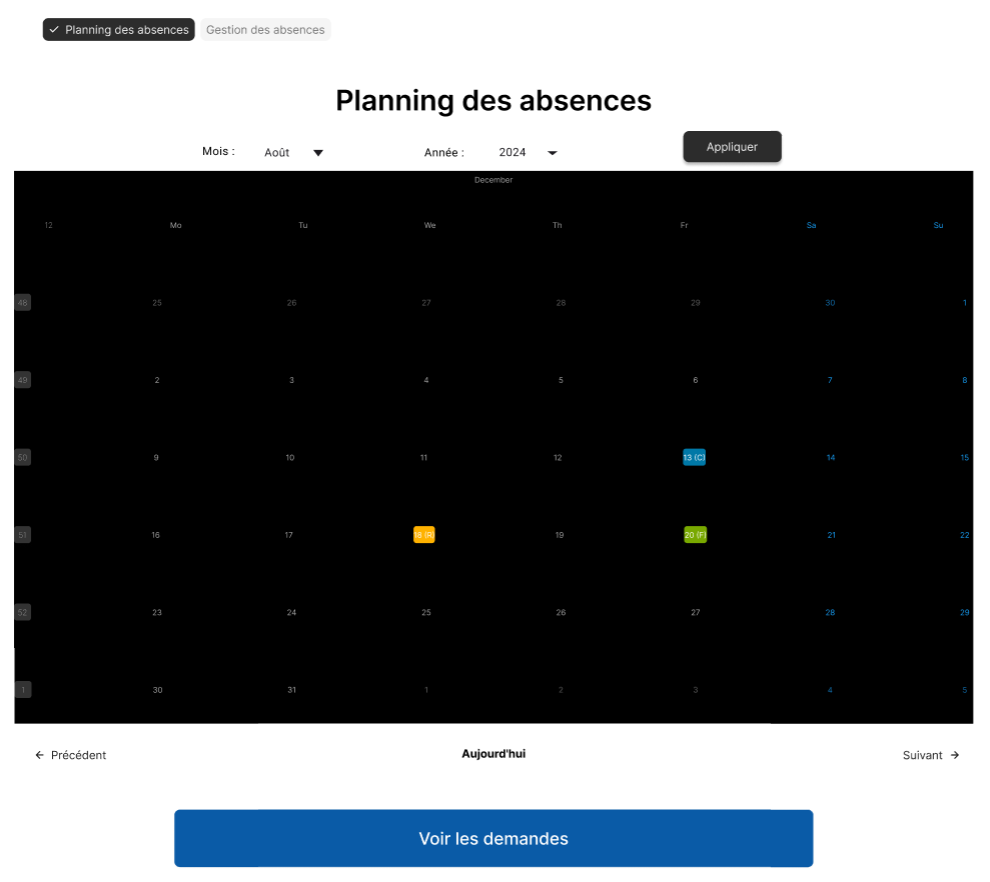 Planning des absences Gestion des absences
Planning des absences
Mois : Août Année : 2024 Appliquer
December
12 Mo Tu We Th Fr Sa Su
48 25 26 27 28 29 30 1
49 2 3 4 5 6 7 8
50 9 10 11 12 13 (C) 14 15
51 16 17 18 (R) 19 20 (F) 21 22
52 23 24 25 26 27 28 29
1 30 31 1 2 3 4 5
← Précédent Aujourd'hui Suivant →
Voir les demandes